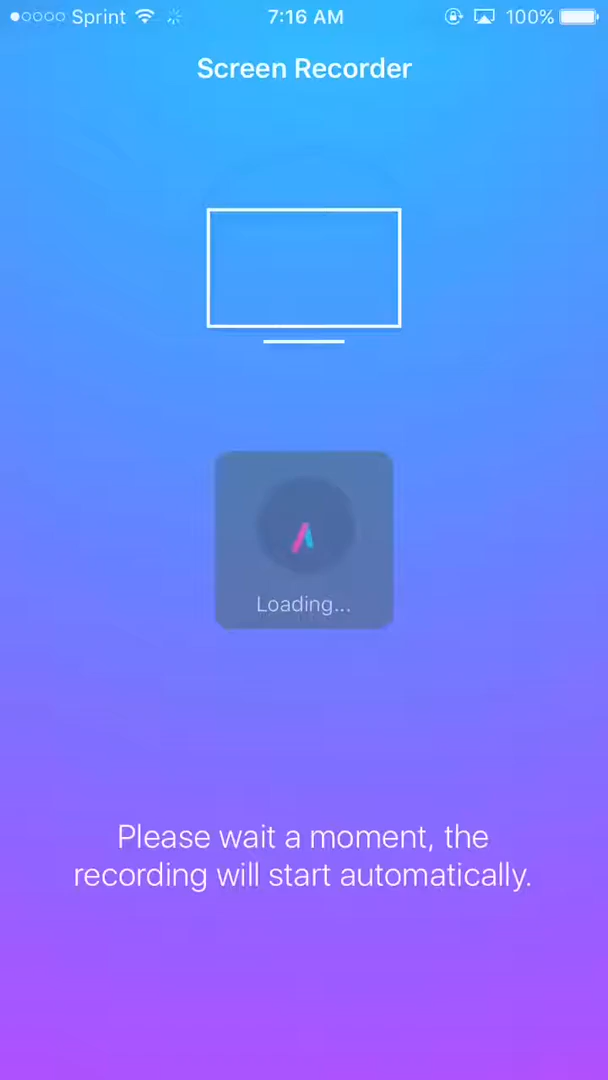 Sprint 7:16 AM 100%
Screen Recorder
Loading...
Please wait a moment, the
recording will start automatically.